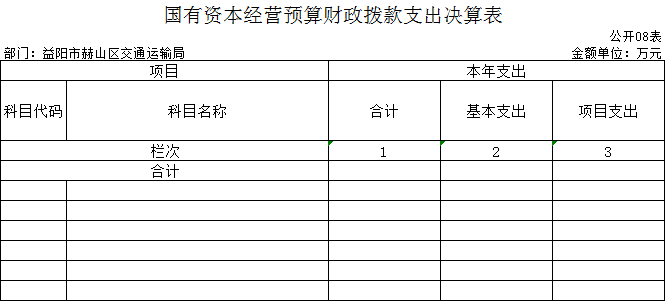 国有资本经营预算财政拨款支出决算表
公开08表
部门：益阳市赫山区交通运输局 金额单位：万元
项目 本年支出
科目代码 科目名称 合计 基本支出 项目支出
栏次 1 2 3
合计